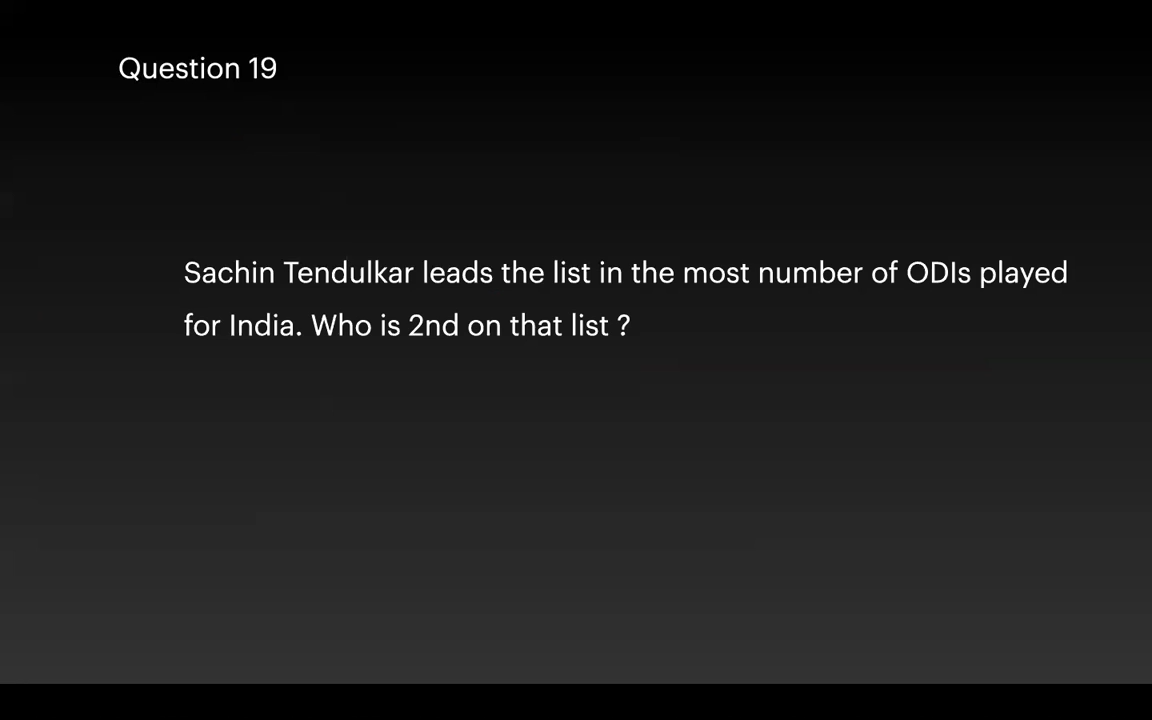 Question 19
Sachin Tendulkar leads the list in the most number of ODIs played
for India. Who is 2nd on that list ?